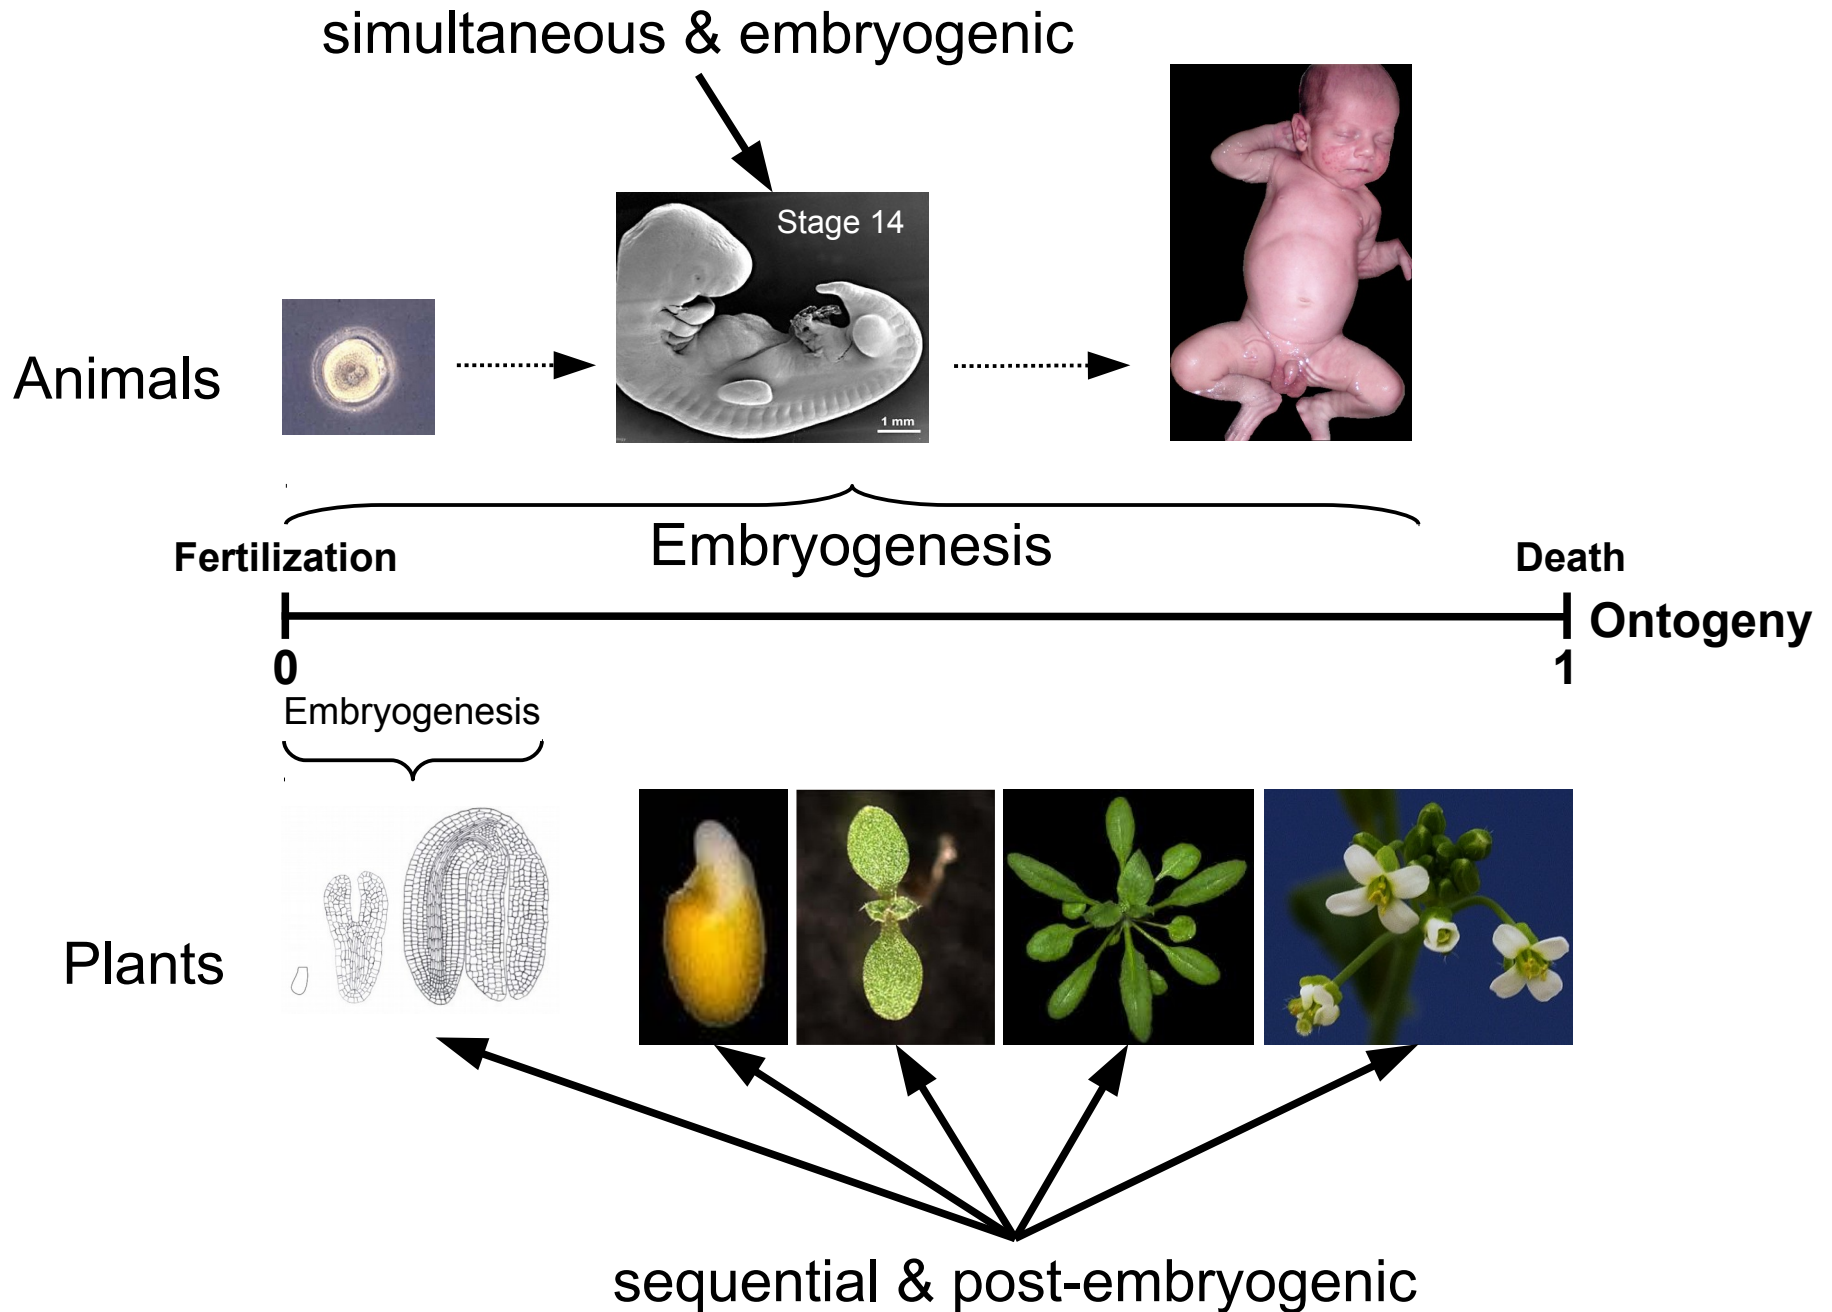 simultaneous & embryogenic
Stage 14
Animals
1 mm
Embryogenesis
Fertilization
Death
Ontogeny
0
1
Embryogenesis
Plants
sequential & post-embryogenic